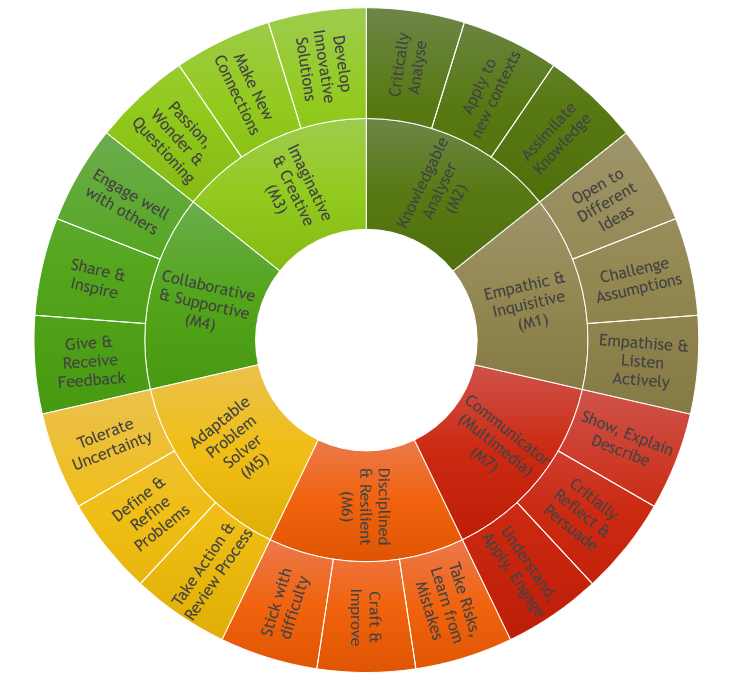 Critically
Analyse
Apply to
new contexts
Assimilate
Knowledge
Knowledgable
Analyser
(M2)
Open to
Different
Ideas
Challenge
Assumptions
Empathise &
Listen
Actively
Empathic &
Inquisitive
(M1)
Show, Explain
Describe
Critially
Reflect &
Persuade
Understand,
Apply, Engage
Communicator
(Multimedia)
(M7)
Take Risks,
Learn from
Mistakes
Craft &
Improve
Stick with
difficulty
Disciplined
& Resilient
(M6)
Take Action &
Review Process
Define &
Refine
Problems
Tolerate
Uncertainty
Adaptable
Problem
Solver
(M5)
Give &
Receive
Feedback
Share &
Inspire
Engage well
with others
Collaborative
& Supportive
(M4)
Passion,
Wonder &
Questioning
Make New
Connections
Develop
Innovative
Solutions
Imaginative
& Creative
(M3)